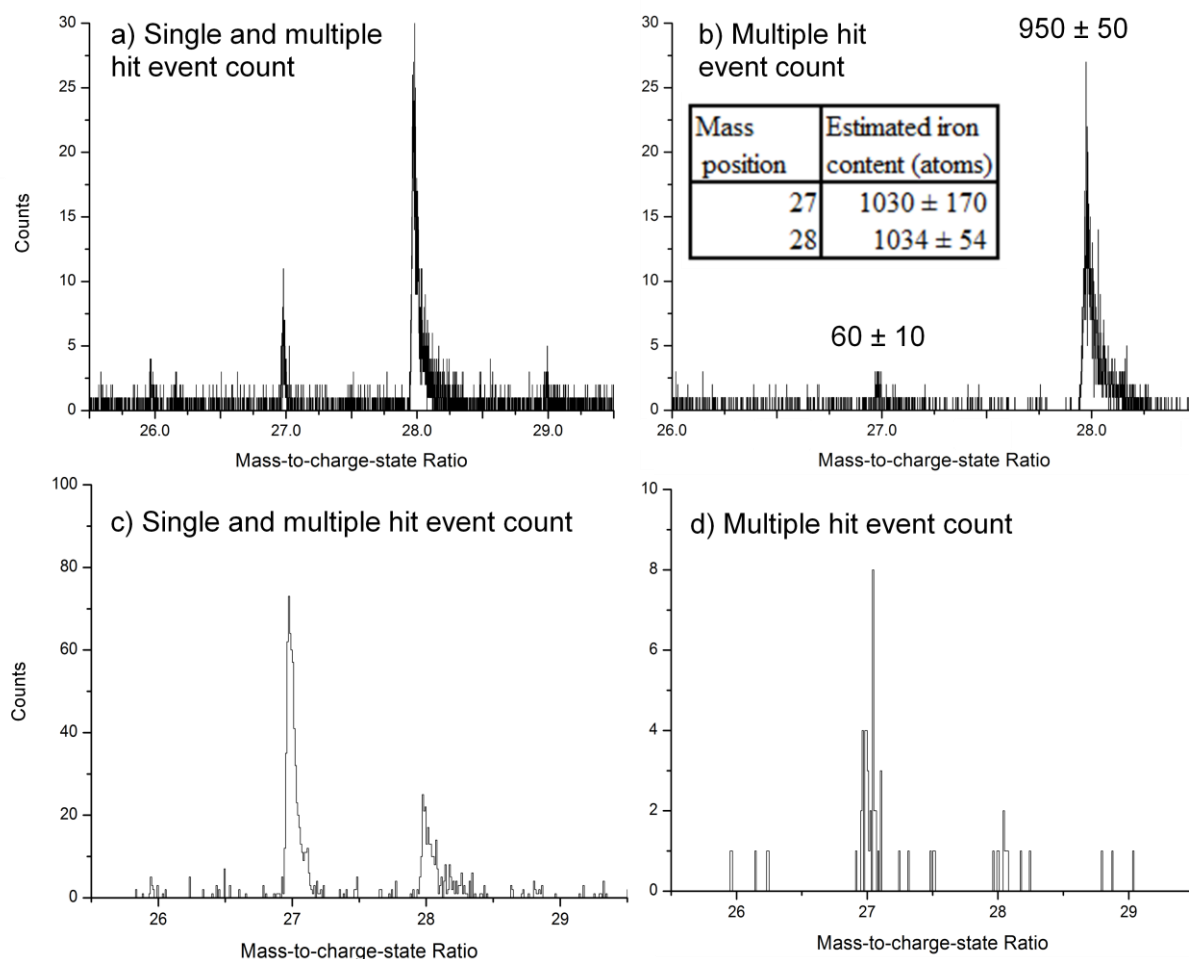 a) Single and multiple
hit event count
30
25
20
15
10
5
0
Counts
26.0
27.0
28.0
29.0
Mass-to-charge-state Ratio
b) Multiple hit
event count
950 ± 50
Mass position
Estimated iron content (atoms)
27
1030 ± 170
28
1034 ± 54
60 ± 10
30
25
20
15
10
5
0
26.0
27.0
28.0
Mass-to-charge-state Ratio
c) Single and multiple hit event count
100
80
60
40
20
0
Counts
26
27
28
29
Mass-to-charge-state Ratio
d) Multiple hit event count
10
8
6
4
2
0
26
27
28
29
Mass-to-charge-state Ratio